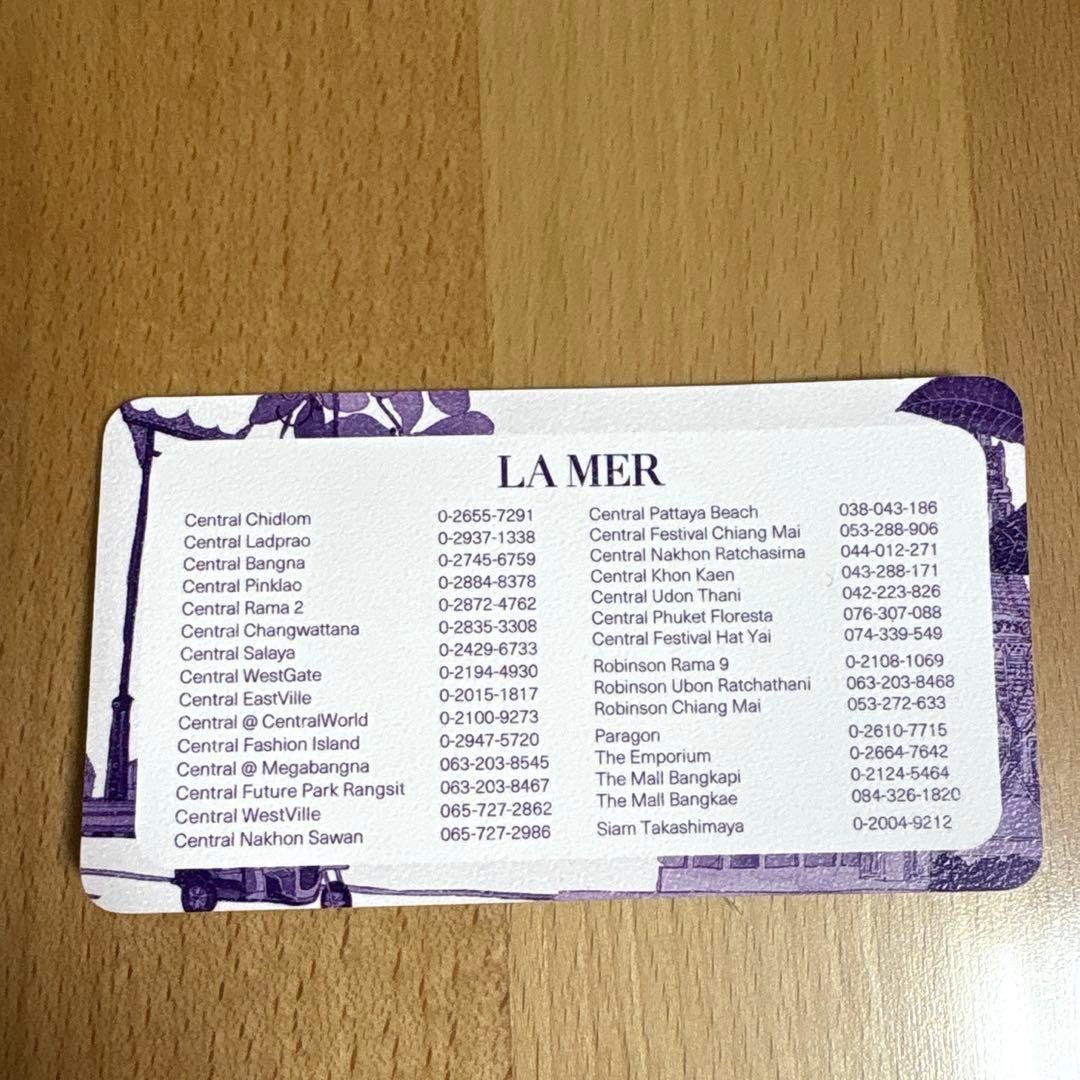 LA MER
Central Chidlom 0-2655-7291
Central Ladprao 0-2937-1338
Central Bangna 0-2745-6759
Central Pinklao 0-2884-8378
Central Rama 2 0-2872-4762
Central Changwattana 0-2835-3308
Central Salaya 0-2429-6733
Central WestGate 0-2194-4930
Central EastVille 0-2015-1817
Central @ CentralWorld 0-2100-9273
Central Fashion Island 0-2947-5720
Central @ Megabangna 063-203-8545
Central Future Park Rangsit 063-203-8467
Central WestVille 065-727-2862
Central Nakhon Sawan 065-727-2986
Central Pattaya Beach 038-043-186
Central Festival Chiang Mai 053-288-906
Central Nakhon Ratchasima 044-012-271
Central Khon Kaen 043-288-171
Central Udon Thani 042-223-826
Central Phuket Floresta 076-307-088
Central Festival Hat Yai 074-339-549
Robinson Rama 9 0-2108-1069
Robinson Ubon Ratchathani 063-203-8468
Robinson Chiang Mai 053-272-633
Paragon 0-2610-7715
The Emporium 0-2664-7642
The Mall Bangkapi 0-2124-5464
The Mall Bangkae 084-326-1820
Siam Takashimaya 0-2004-9212